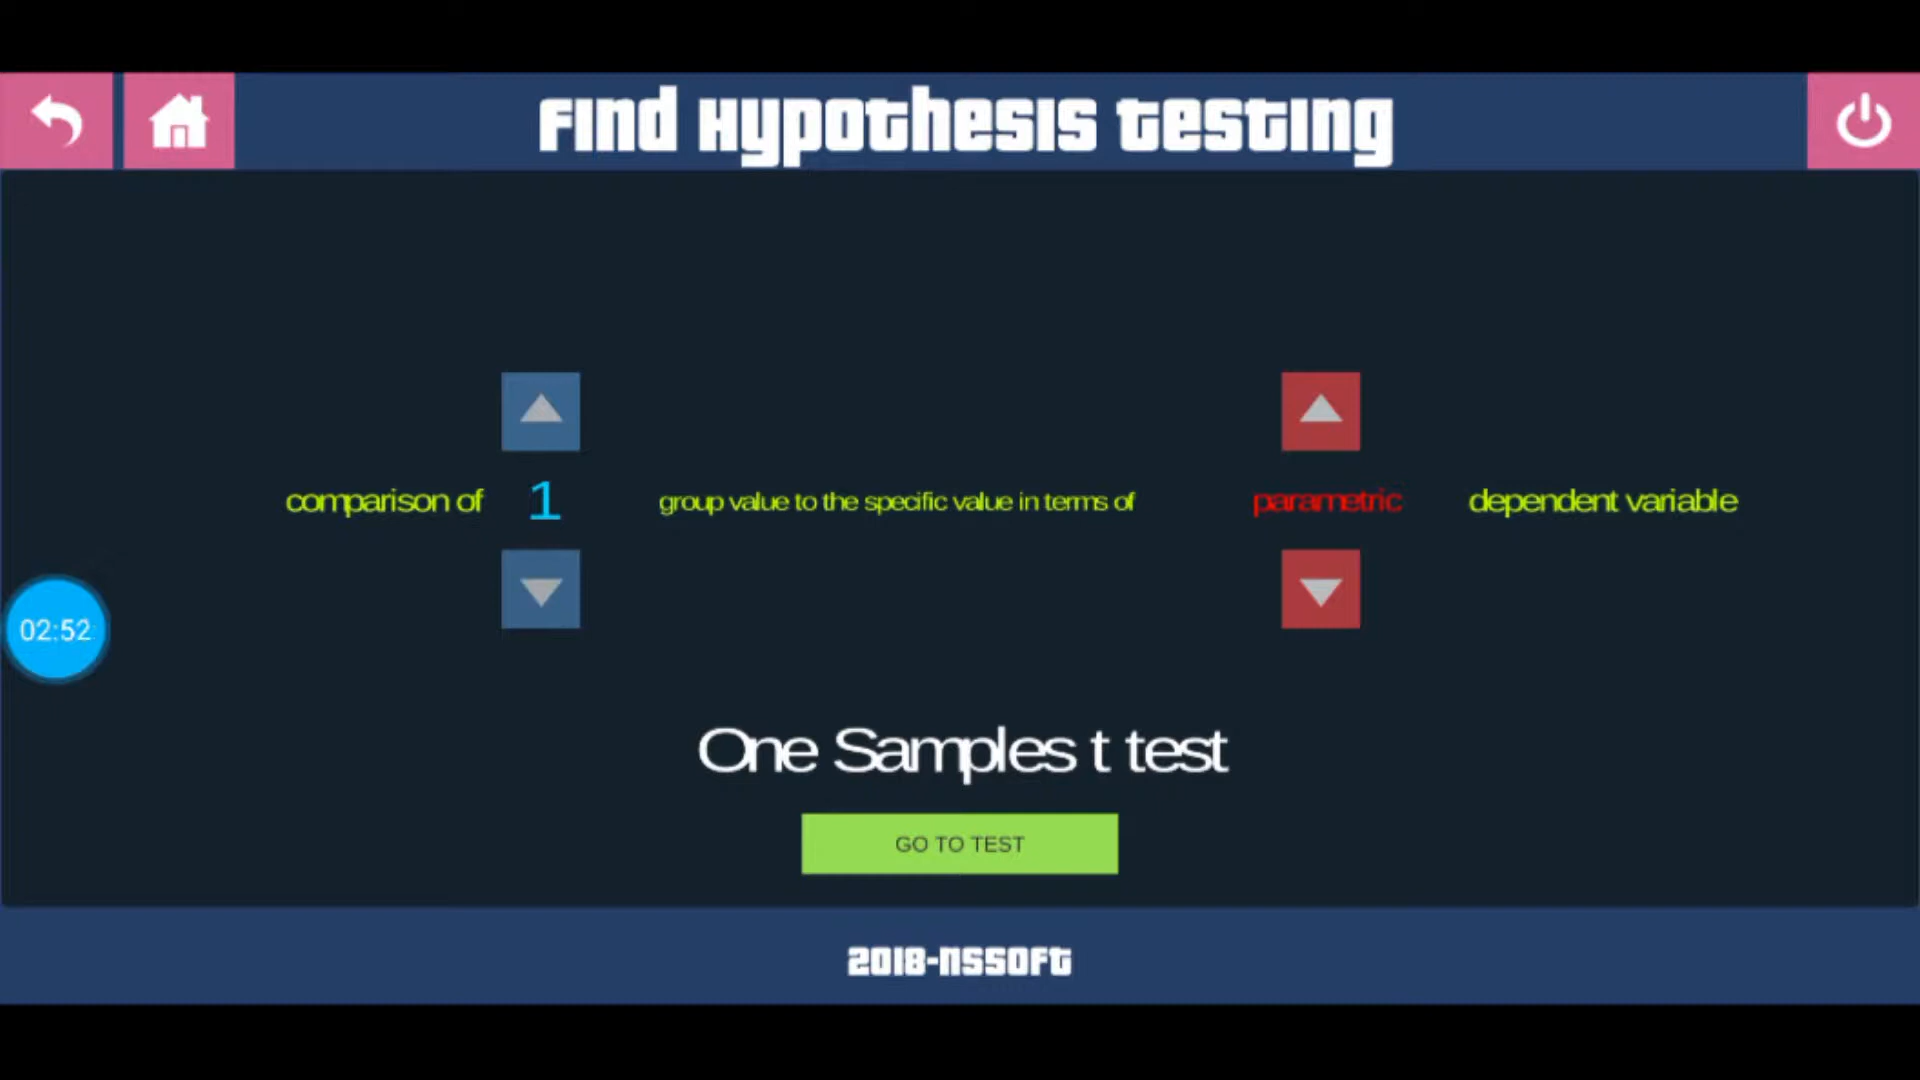 Find Hypothesis Testing
comparison of 1 group value to the specific value in terms of parametric dependent variable
02:52
One Samples t test
GO TO TEST
2018-NSSOFT